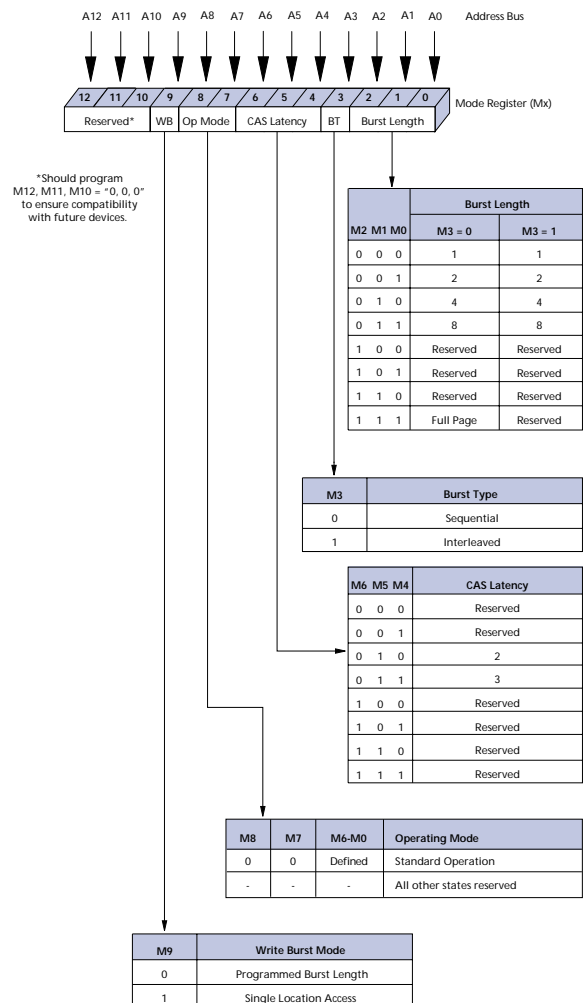 A12 A11 A10 A9 A8 A7 A6 A5 A4 A3 A2 A1 A0 Address Bus
12 11 10 9 8 7 6 5 4 3 2 1 0
Mode Register (Mx)
Reserved* WB Op Mode CAS Latency BT Burst Length
*Should program
M12, M11, M10 = “0, 0, 0”
to ensure compatibility
with future devices.
Burst Length
M2 M1 M0 M3 = 0 M3 = 1
0 0 0 1 1
0 0 1 2 2
0 1 0 4 4
0 1 1 8 8
1 0 0 Reserved Reserved
1 0 1 Reserved Reserved
1 1 0 Reserved Reserved
1 1 1 Full Page Reserved
M3 Burst Type
0 Sequential
1 Interleaved
M6 M5 M4 CAS Latency
0 0 0 Reserved
0 0 1 Reserved
0 1 0 2
0 1 1 3
1 0 0 Reserved
1 0 1 Reserved
1 1 0 Reserved
1 1 1 Reserved
M8 M7 M6-M0 Operating Mode
0 0 Defined Standard Operation
- - - All other states reserved
M9 Write Burst Mode
0 Programmed Burst Length
1 Single Location Access